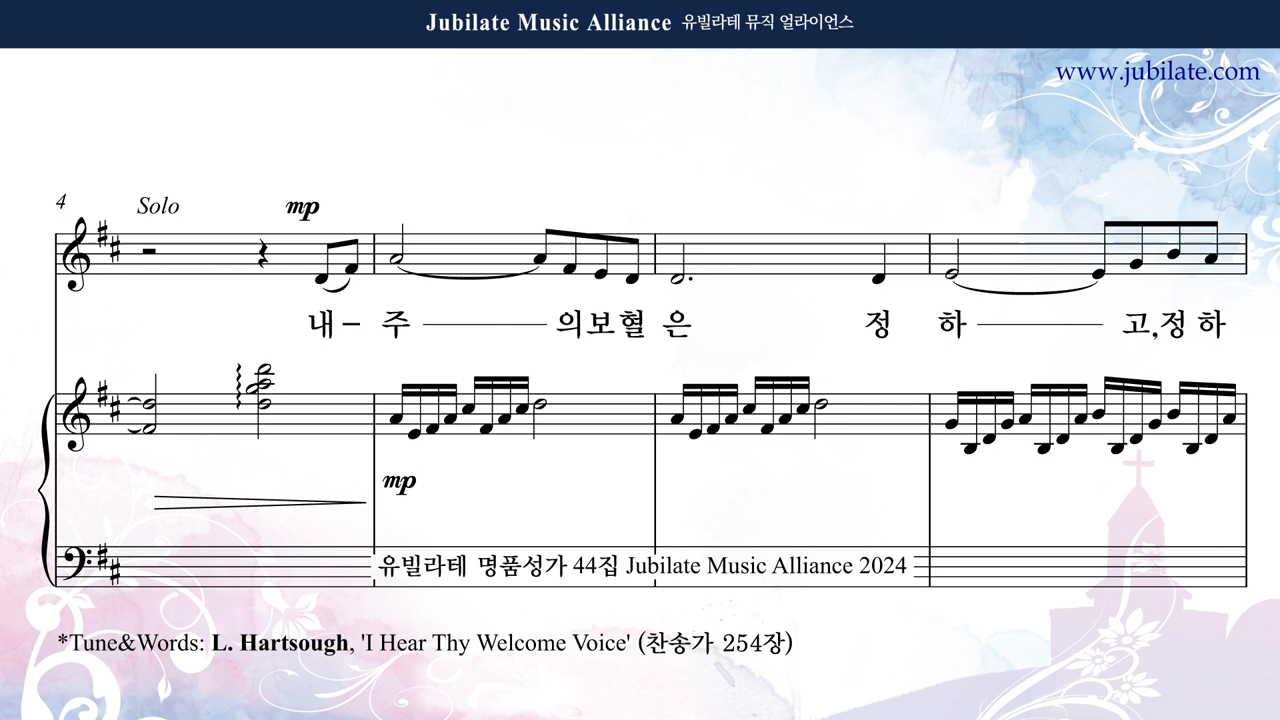 Jubilate Music Alliance 유빌라테 뮤직 얼라이언스
www.jubilate.com
4 Solo mp
내– 주 의보혈 은 정 하 고,정 하
mp
유빌라테 명품성가 44집 Jubilate Music Alliance 2024
*Tune&Words: L. Hartsough, 'I Hear Thy Welcome Voice' (찬송가 254장)